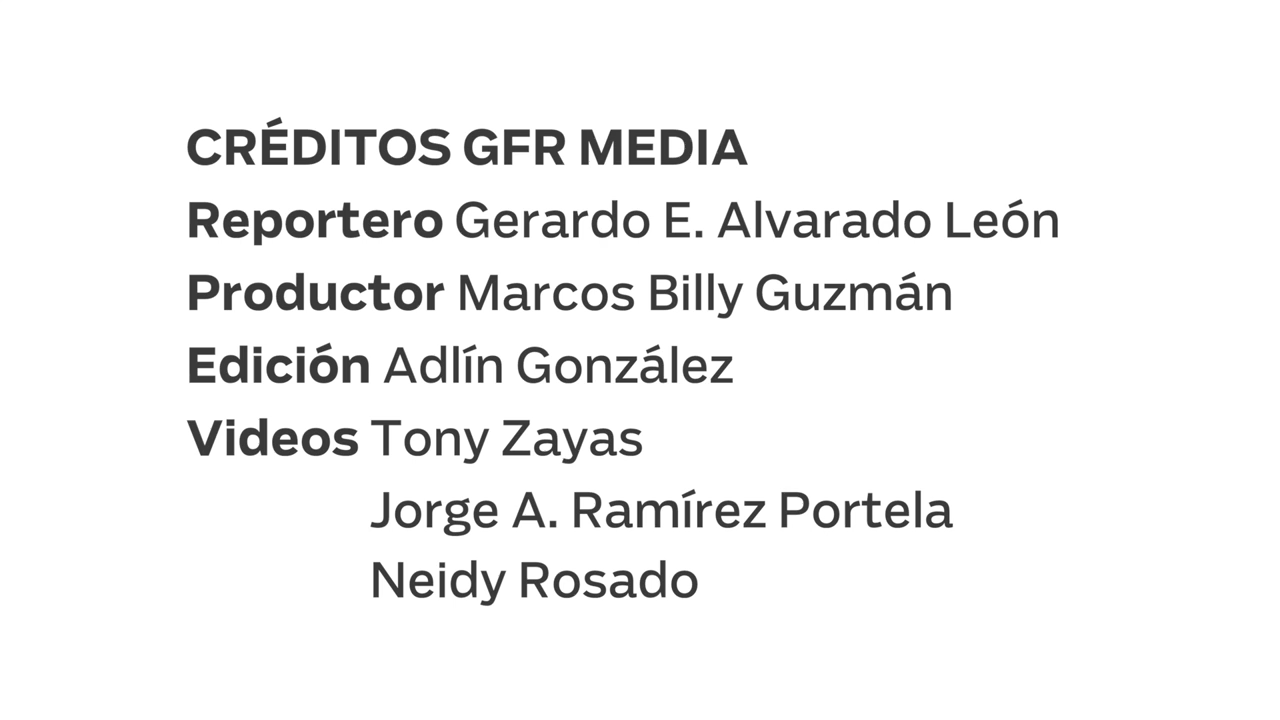 CRÉDITOS GFR MEDIA
Reportero Gerardo E. Alvarado León
Productor Marcos Billy Guzmán
Edición Adlín González
Videos Tony Zayas
Jorge A. Ramírez Portela
Neidy Rosado